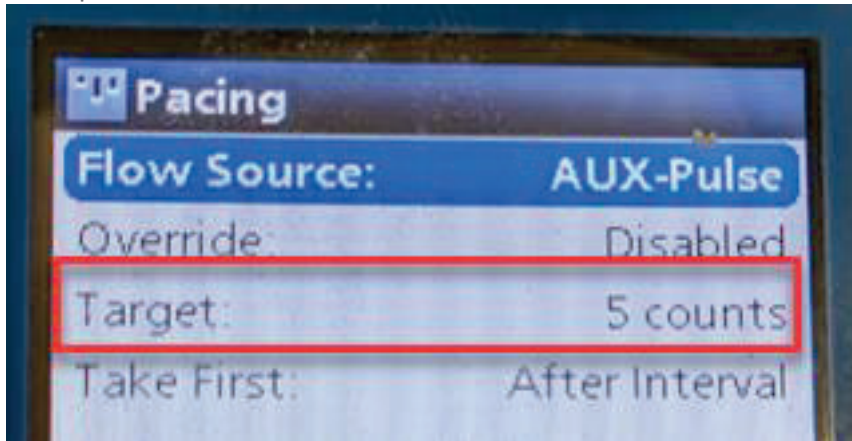 Pacing
Flow Source: AUX-Pulse
Override: Disabled
Target: 5 counts
Take First: After Interval